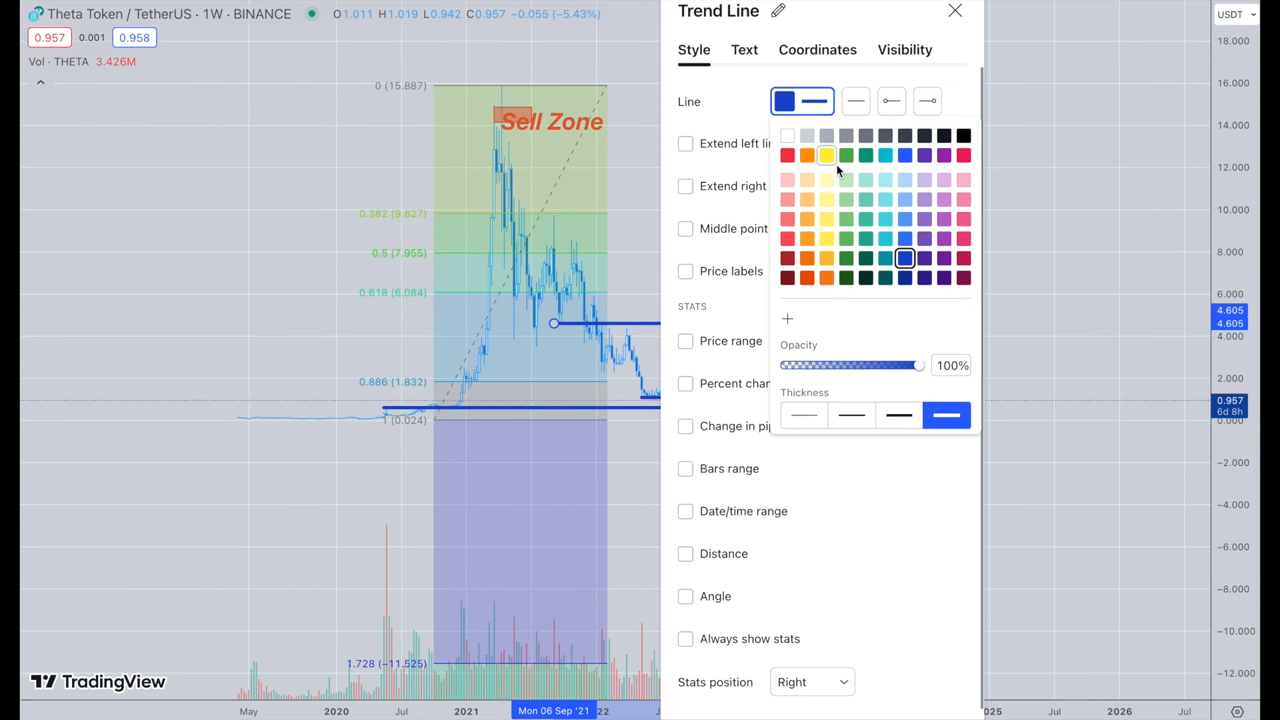 Theta Token / TetherUS · 1W · BINANCE O1.011 H1.019 L0.942 C0.957 −0.055 (−5.43%)
0.957 0.001 0.958
Vol · THETA 3.426M
Trend Line
Style Text Coordinates Visibility
Line
Extend left li
Extend right
Middle point
Price labels
STATS
Price range
Percent char
Change in pi
Bars range
Date/time range
Distance
Angle
Always show stats
Stats position Right
Opacity
100%
Thickness
0 (15.887)
Sell Zone
0.382 (9.827)
0.5 (7.955)
0.618 (6.084)
0.886 (1.832)
1 (0.024)
1.728 (−11.525)
USDT
18.000
16.000
14.000
12.000
10.000
8.000
6.000
4.605
4.605
4.000
2.000
0.957
6d 8h
0.000
−2.000
−4.000
−6.000
−8.000
−10.000
−12.000
TradingView
May 2020 Jul 2021 Mon 06 Sep '21 22 Jul 2026 Jul